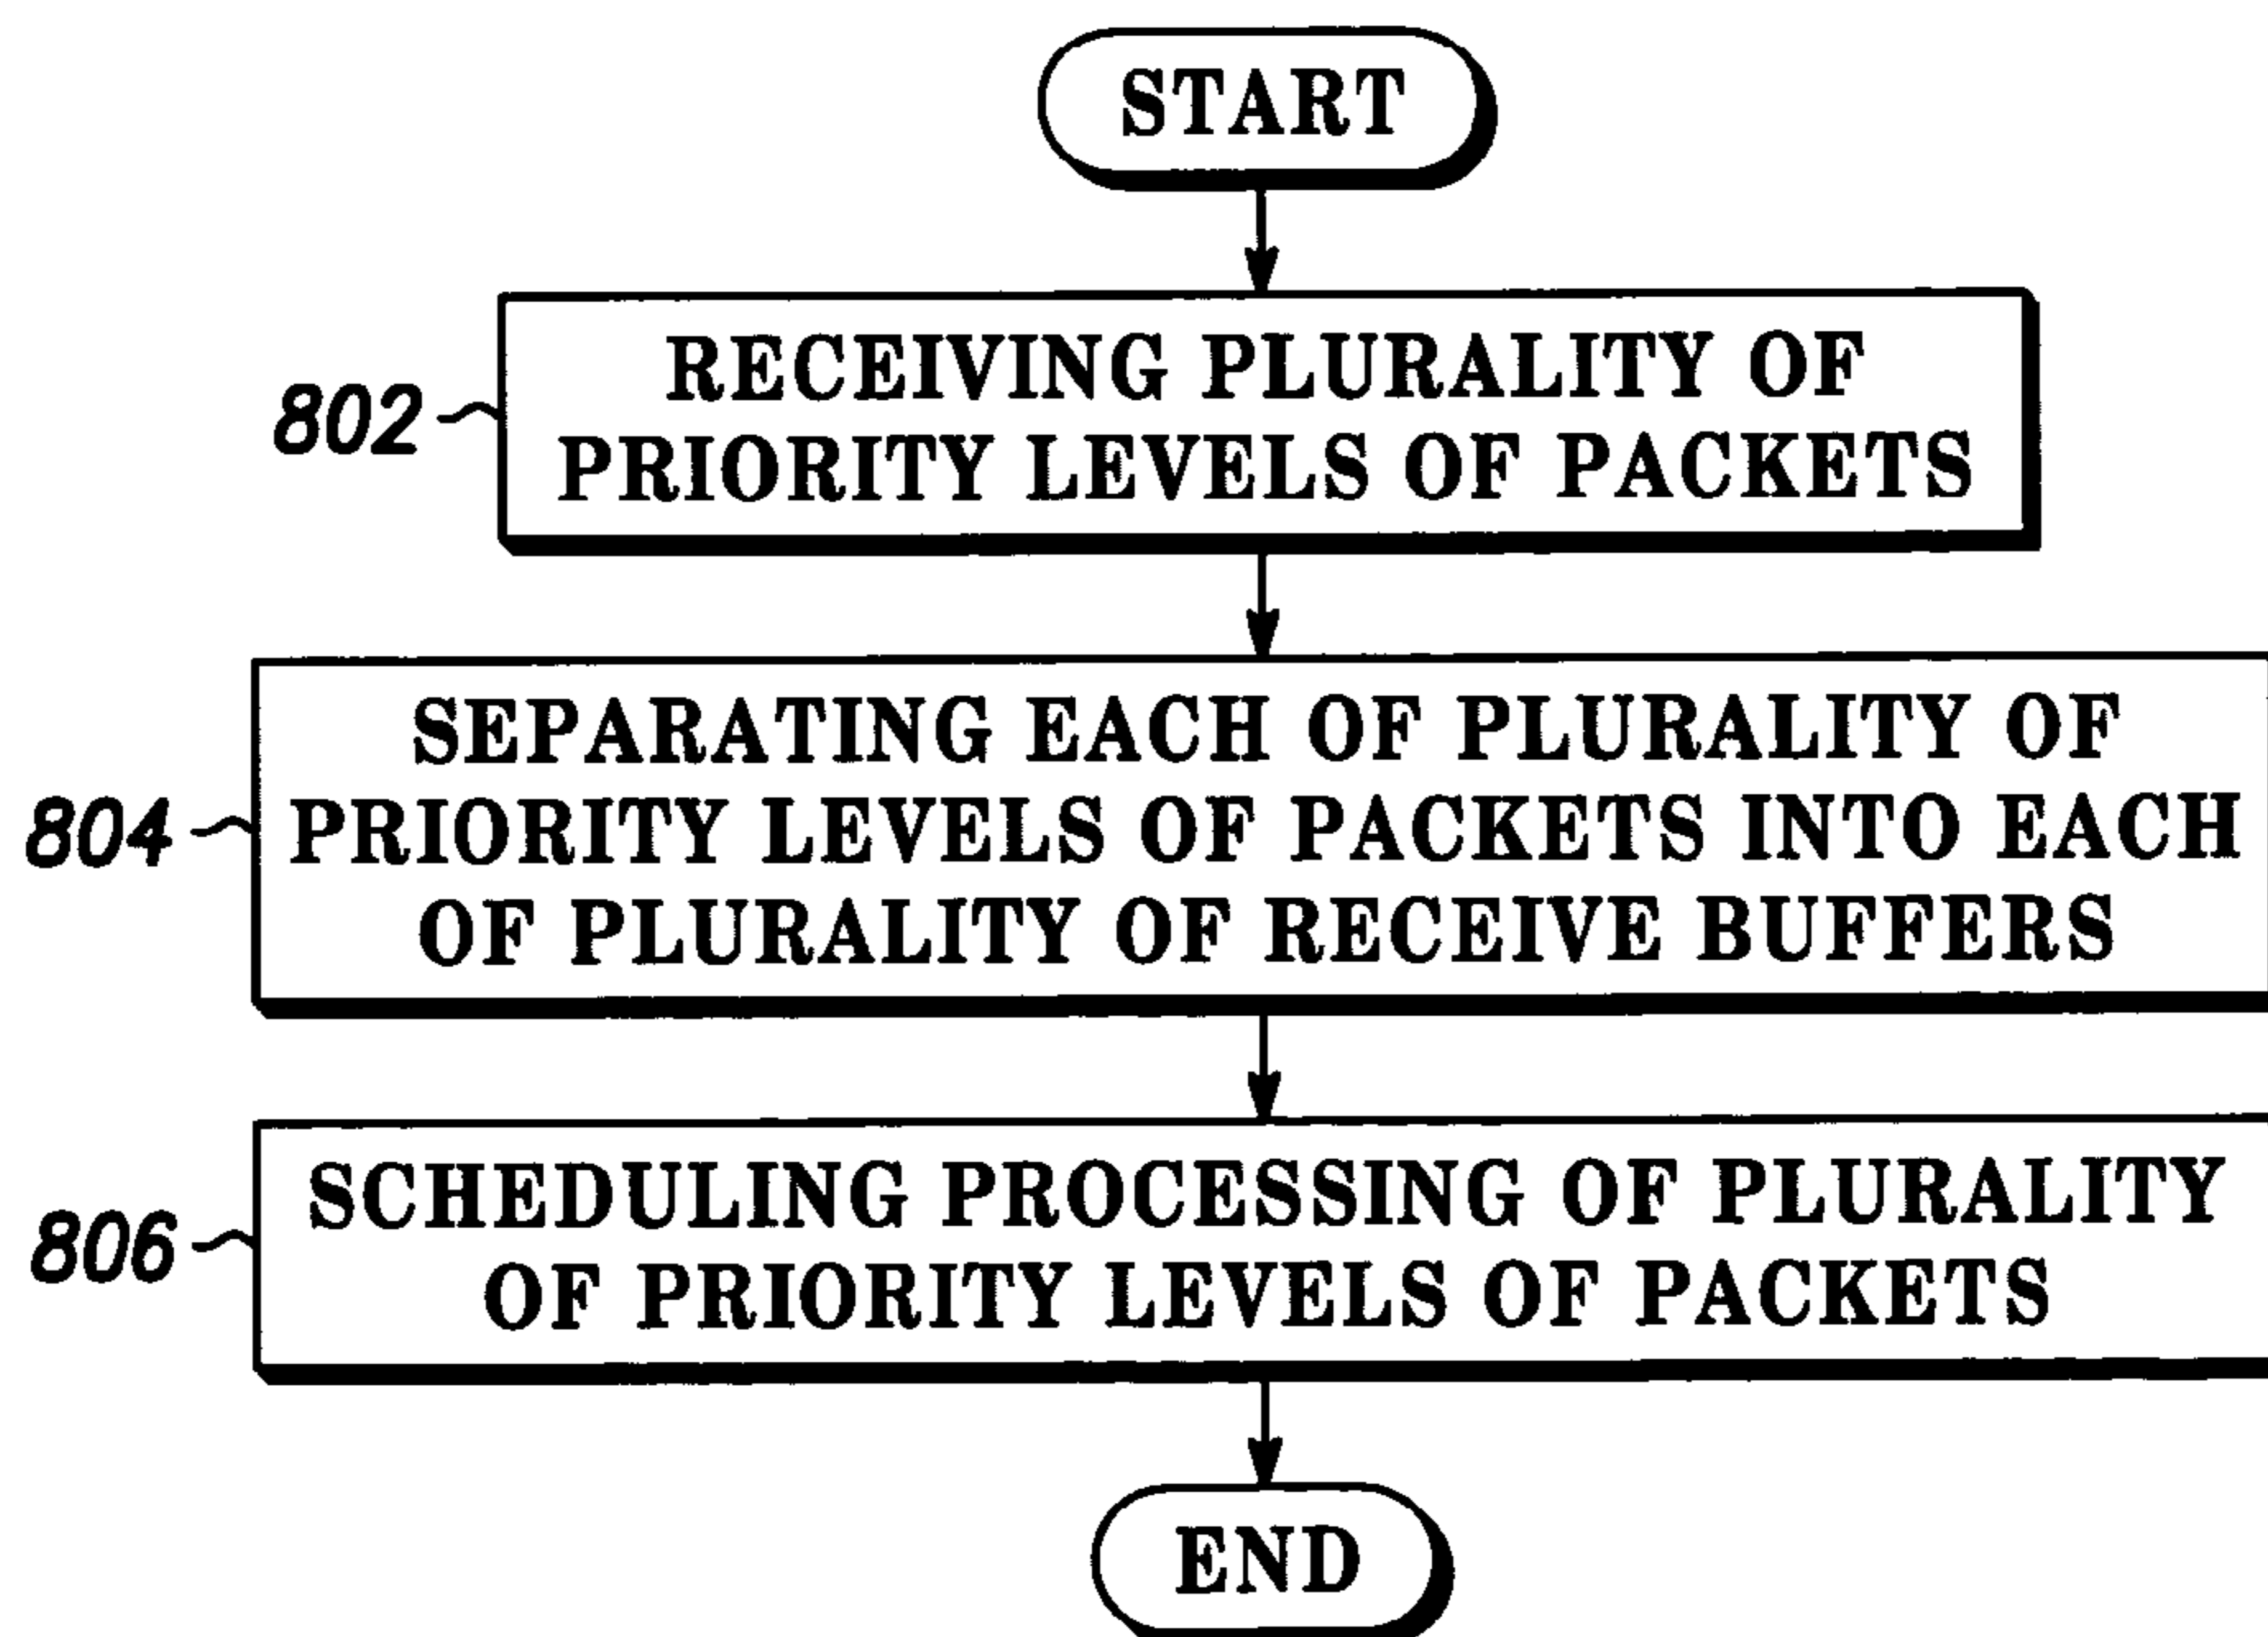 START
RECEIVING PLURALITY OF
PRIORITY LEVELS OF PACKETS
802
SEPARATING EACH OF PLURALITY OF
PRIORITY LEVELS OF PACKETS INTO EACH
OF PLURALITY OF RECEIVE BUFFERS
804
SCHEDULING PROCESSING OF PLURALITY
OF PRIORITY LEVELS OF PACKETS
806
END